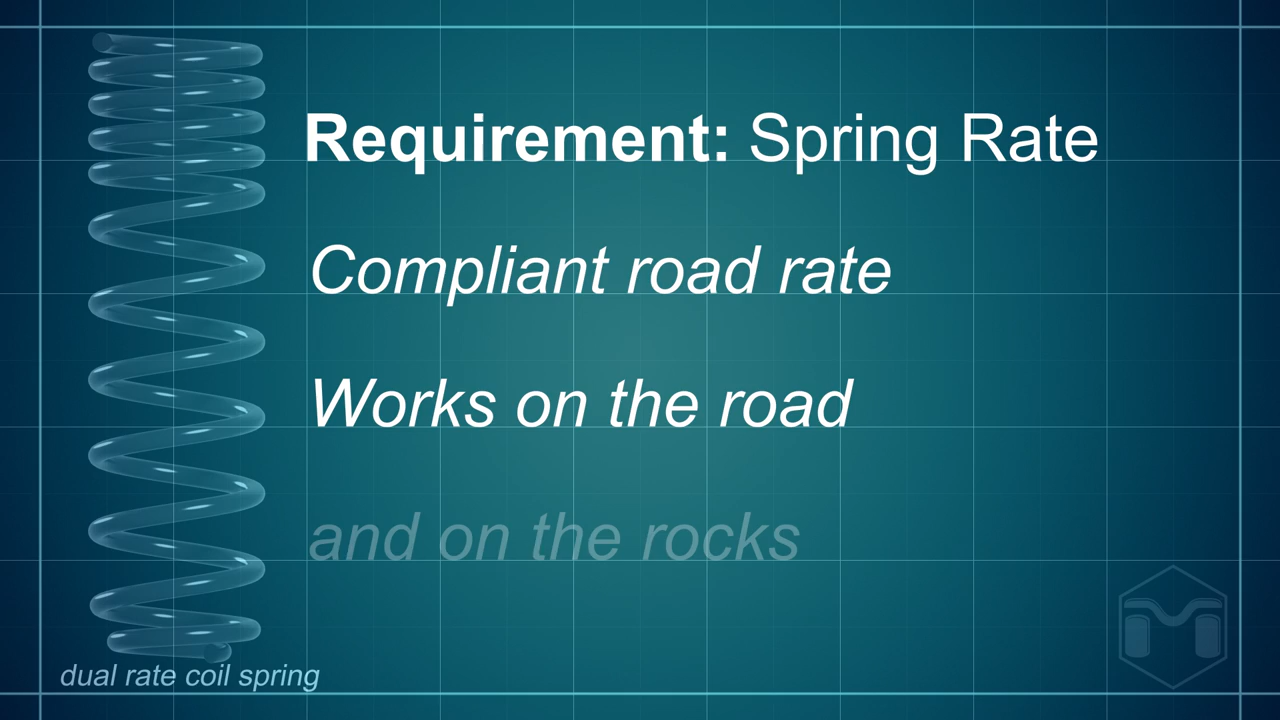 Requirement: Spring Rate
Compliant road rate
Works on the road
and on the rocks
dual rate coil spring